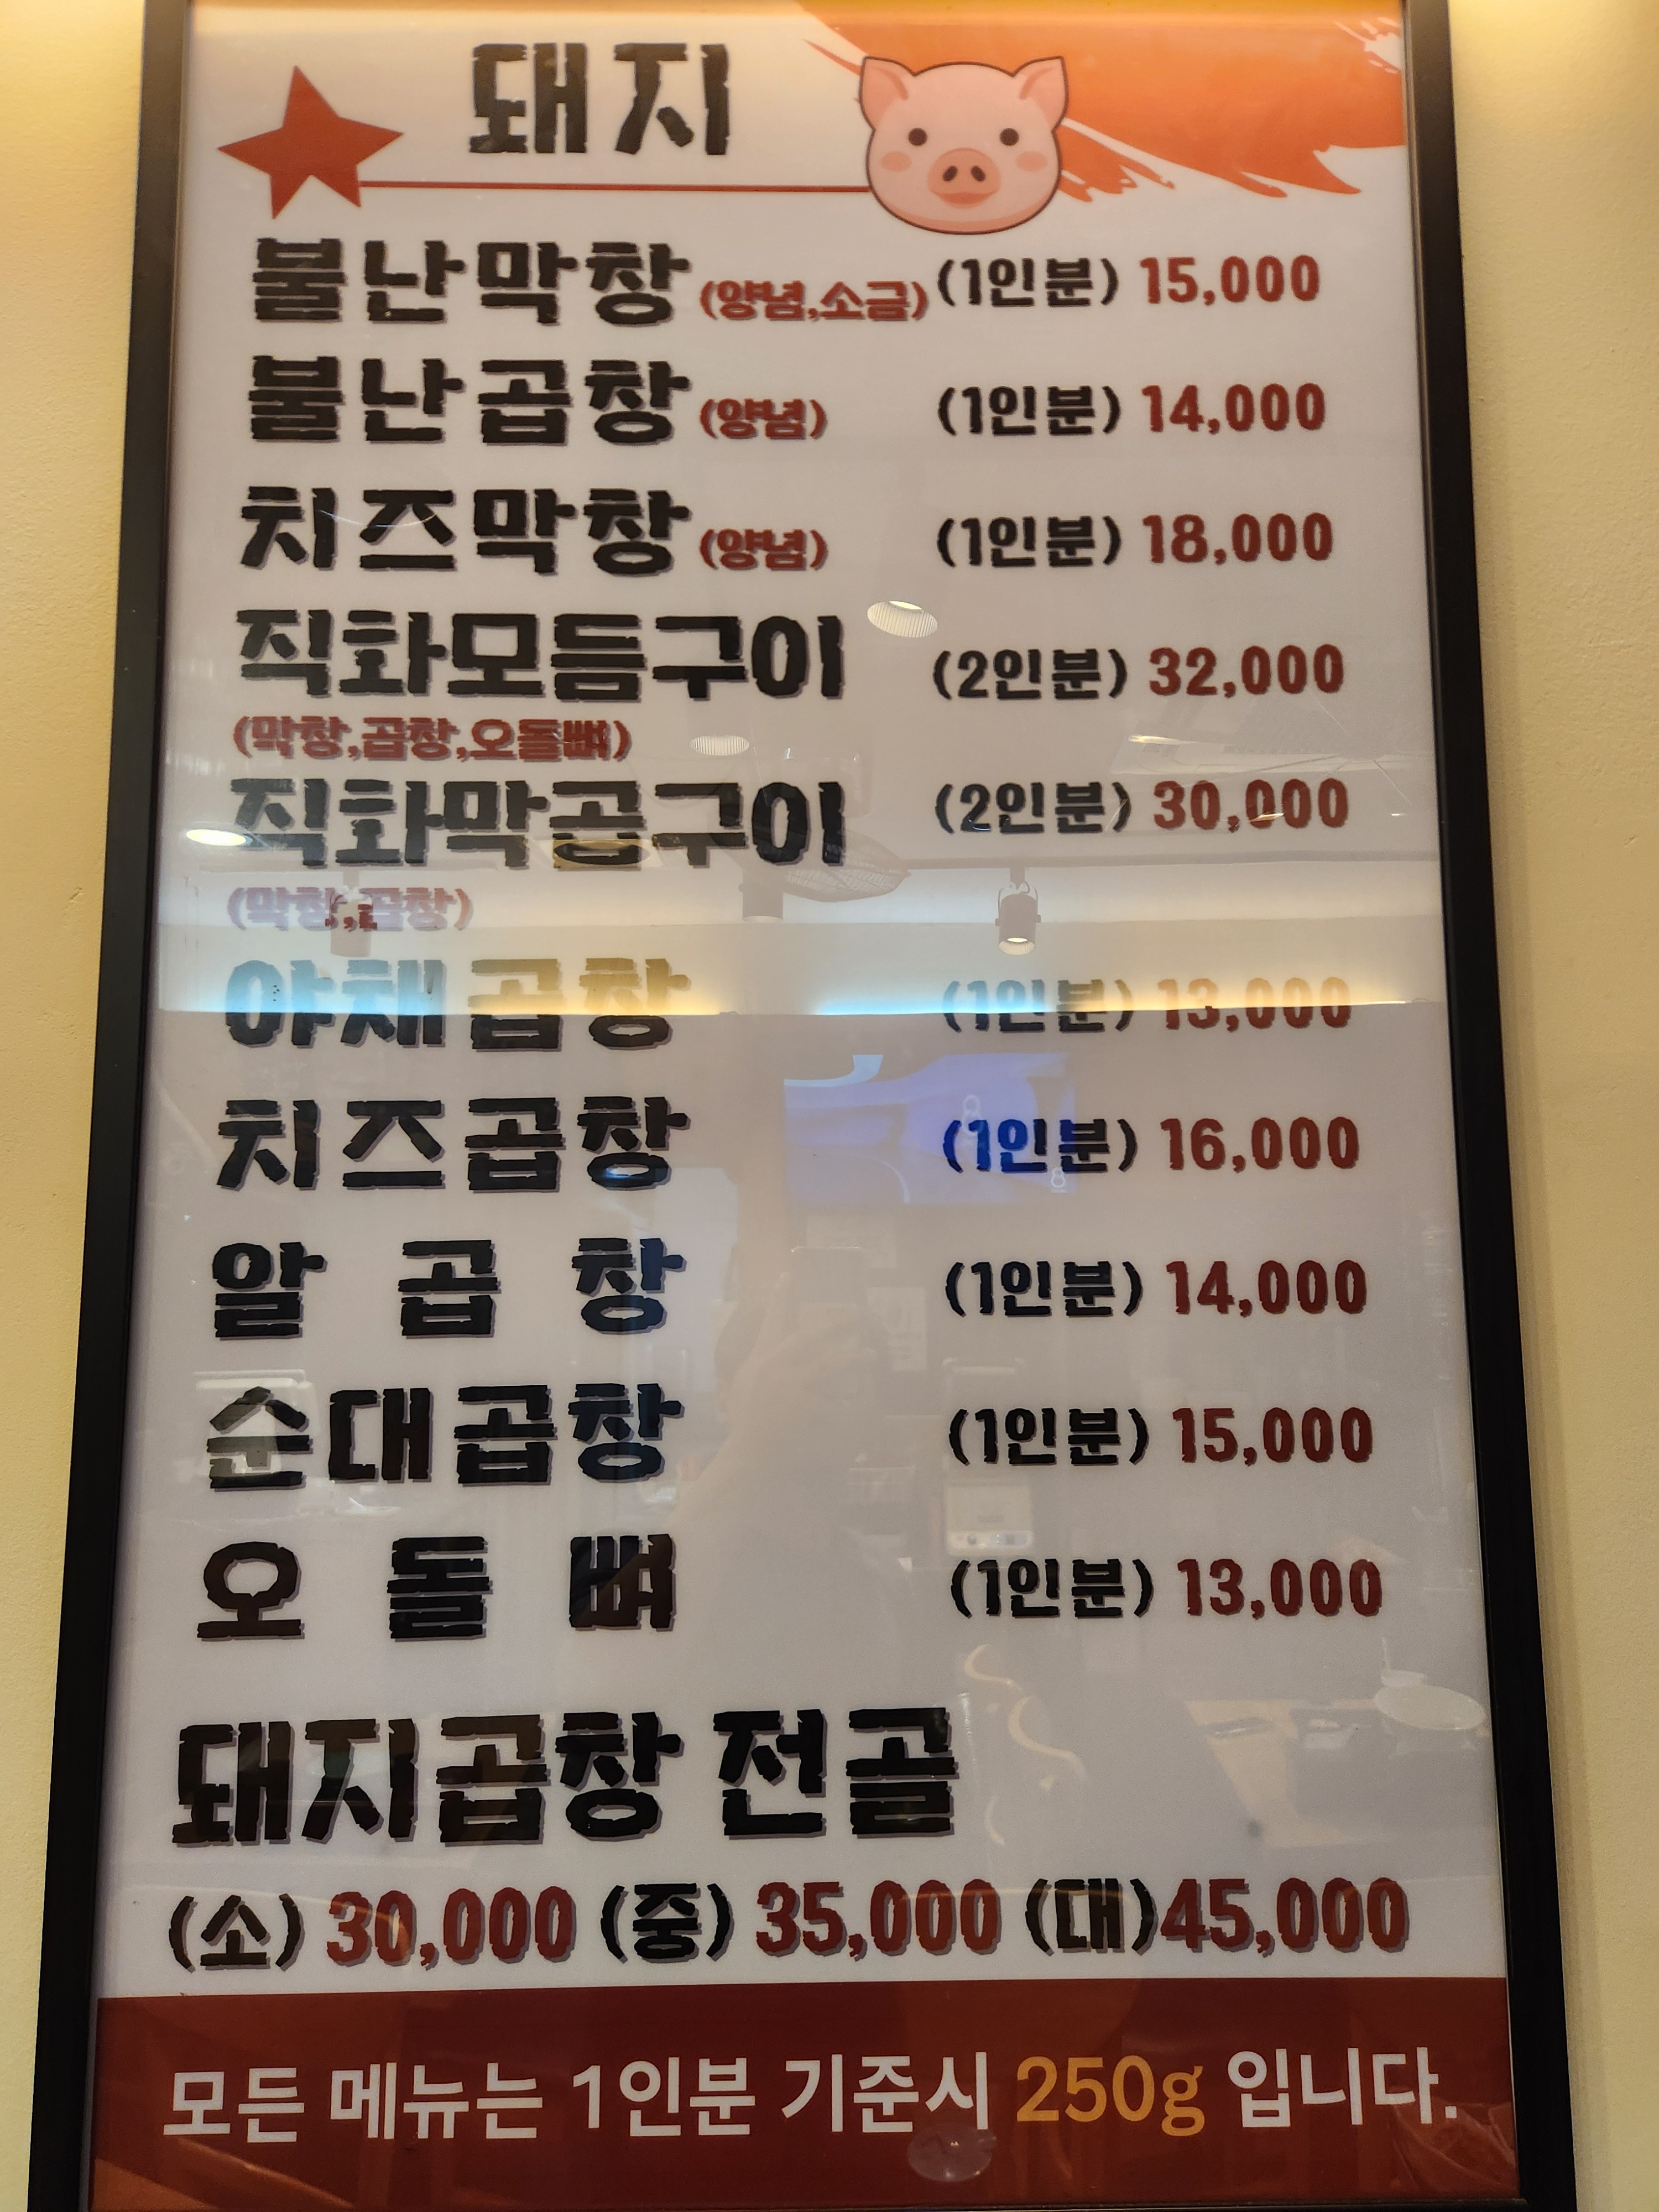 돼지
불난막창(양념,소금)(1인분) 15,000
불난곱창(양념) (1인분) 14,000
치즈막창(양념) (1인분) 18,000
직화모듬구이 (2인분) 32,000
(막창,곱창,오돌뼈)
직화막곱구이 (2인분) 30,000
(막창,곱창)
야채곱창 (1인분) 13,000
치즈곱창 (1인분) 16,000
알 곱 창 (1인분) 14,000
순대곱창 (1인분) 15,000
오 돌 뼈 (1인분) 13,000
돼지곱창 전골
(소) 30,000 (중) 35,000 (대)45,000
모든 메뉴는 1인분 기준시 250g 입니다.